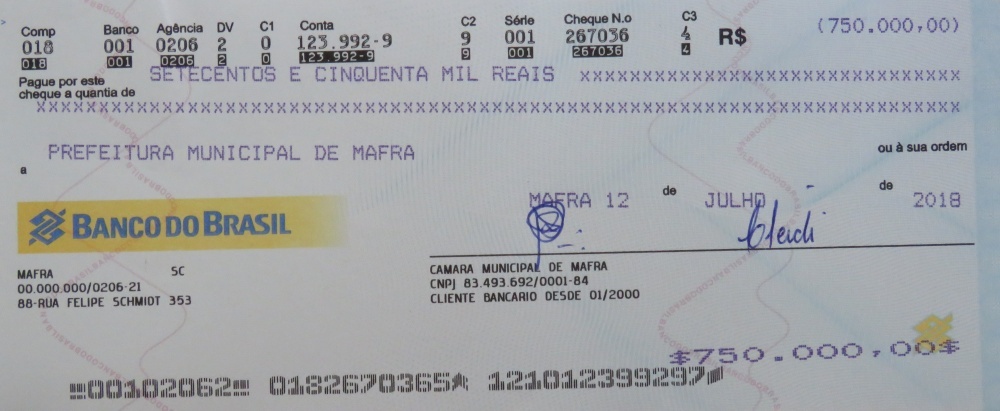 Comp Banco Agência DV C1 Conta C2 Série Cheque N.o C3
018 001 0206 2 0 123.992-9 9 001 267036 4 R$ (750.000,00)
018 001 0206 2 0 123.992-9 9 001 267036 4
Pague por este
cheque a quantia de SETECENTOS E CINQUENTA MIL REAIS XXXXXXXXXXXXXXXXXXXXXXXXXXXXXXXXXX
XXXXXXXXXXXXXXXXXXXXXXXXXXXXXXXXXXXXXXXXXXXXXXXXXXXXXXXXXXXXXXXXXXXXXXXXXXXXXXXX
PREFEITURA MUNICIPAL DE MAFRA ou à sua ordem
a
MAFRA 12 de JULHO de 2018
BANCO DO BRASIL
Cleidi
MAFRA SC
00.000.000/0206-21
88-RUA FELIPE SCHMIDT 353
CAMARA MUNICIPAL DE MAFRA
CNPJ 83.493.692/0001-84
CLIENTE BANCARIO DESDE 01/2000
$750.000,00$
⑈00102062⑈ 0182670365⑆ 121012399297⑈